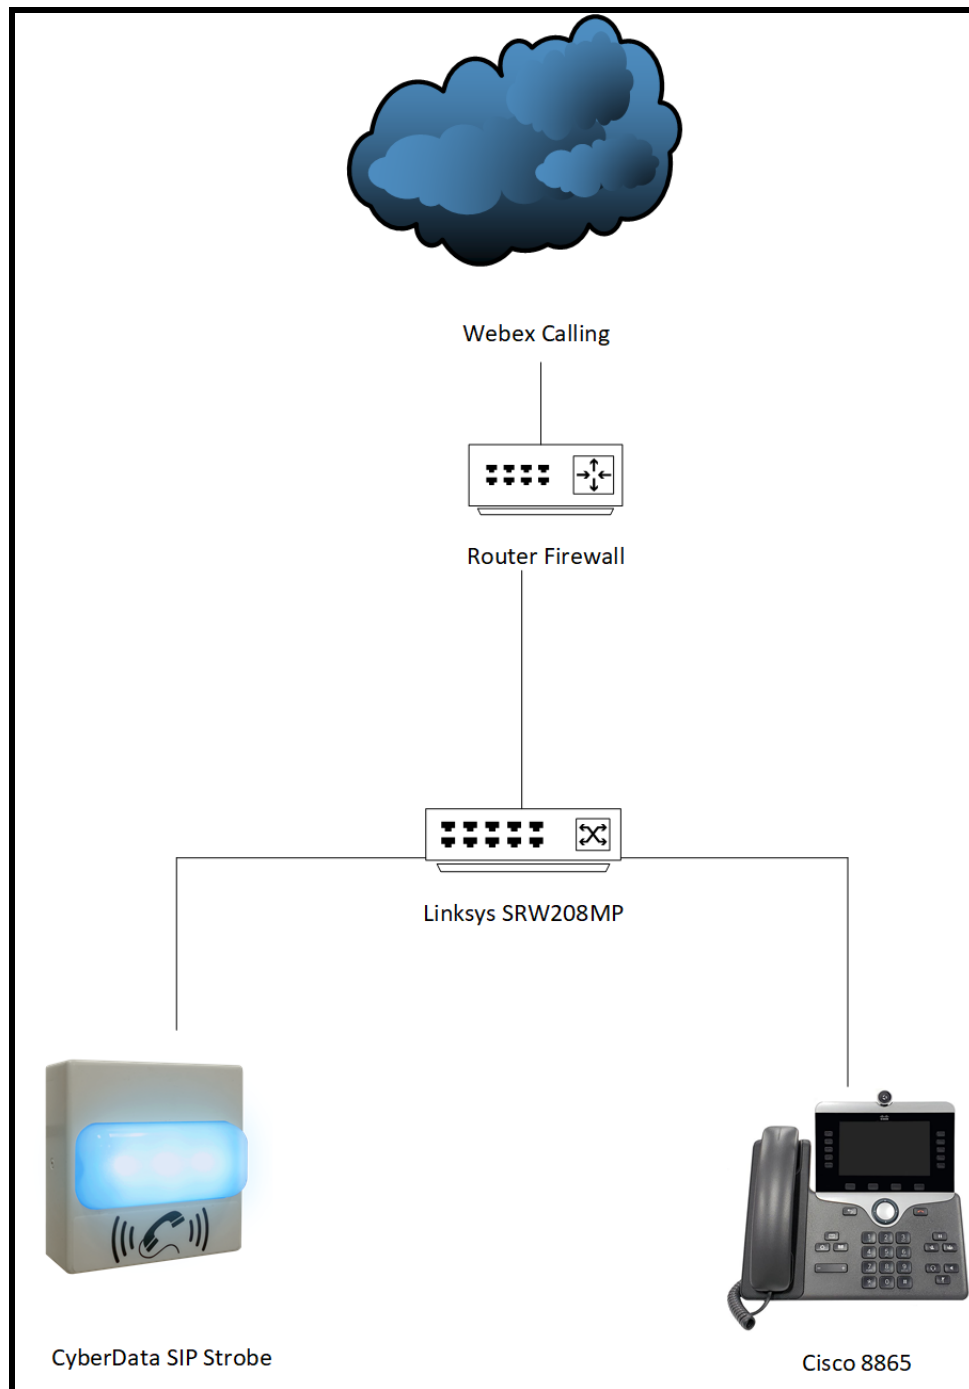 Webex Calling
Router Firewall
Linksys SRW208MP
CyberData SIP Strobe
Cisco 8865